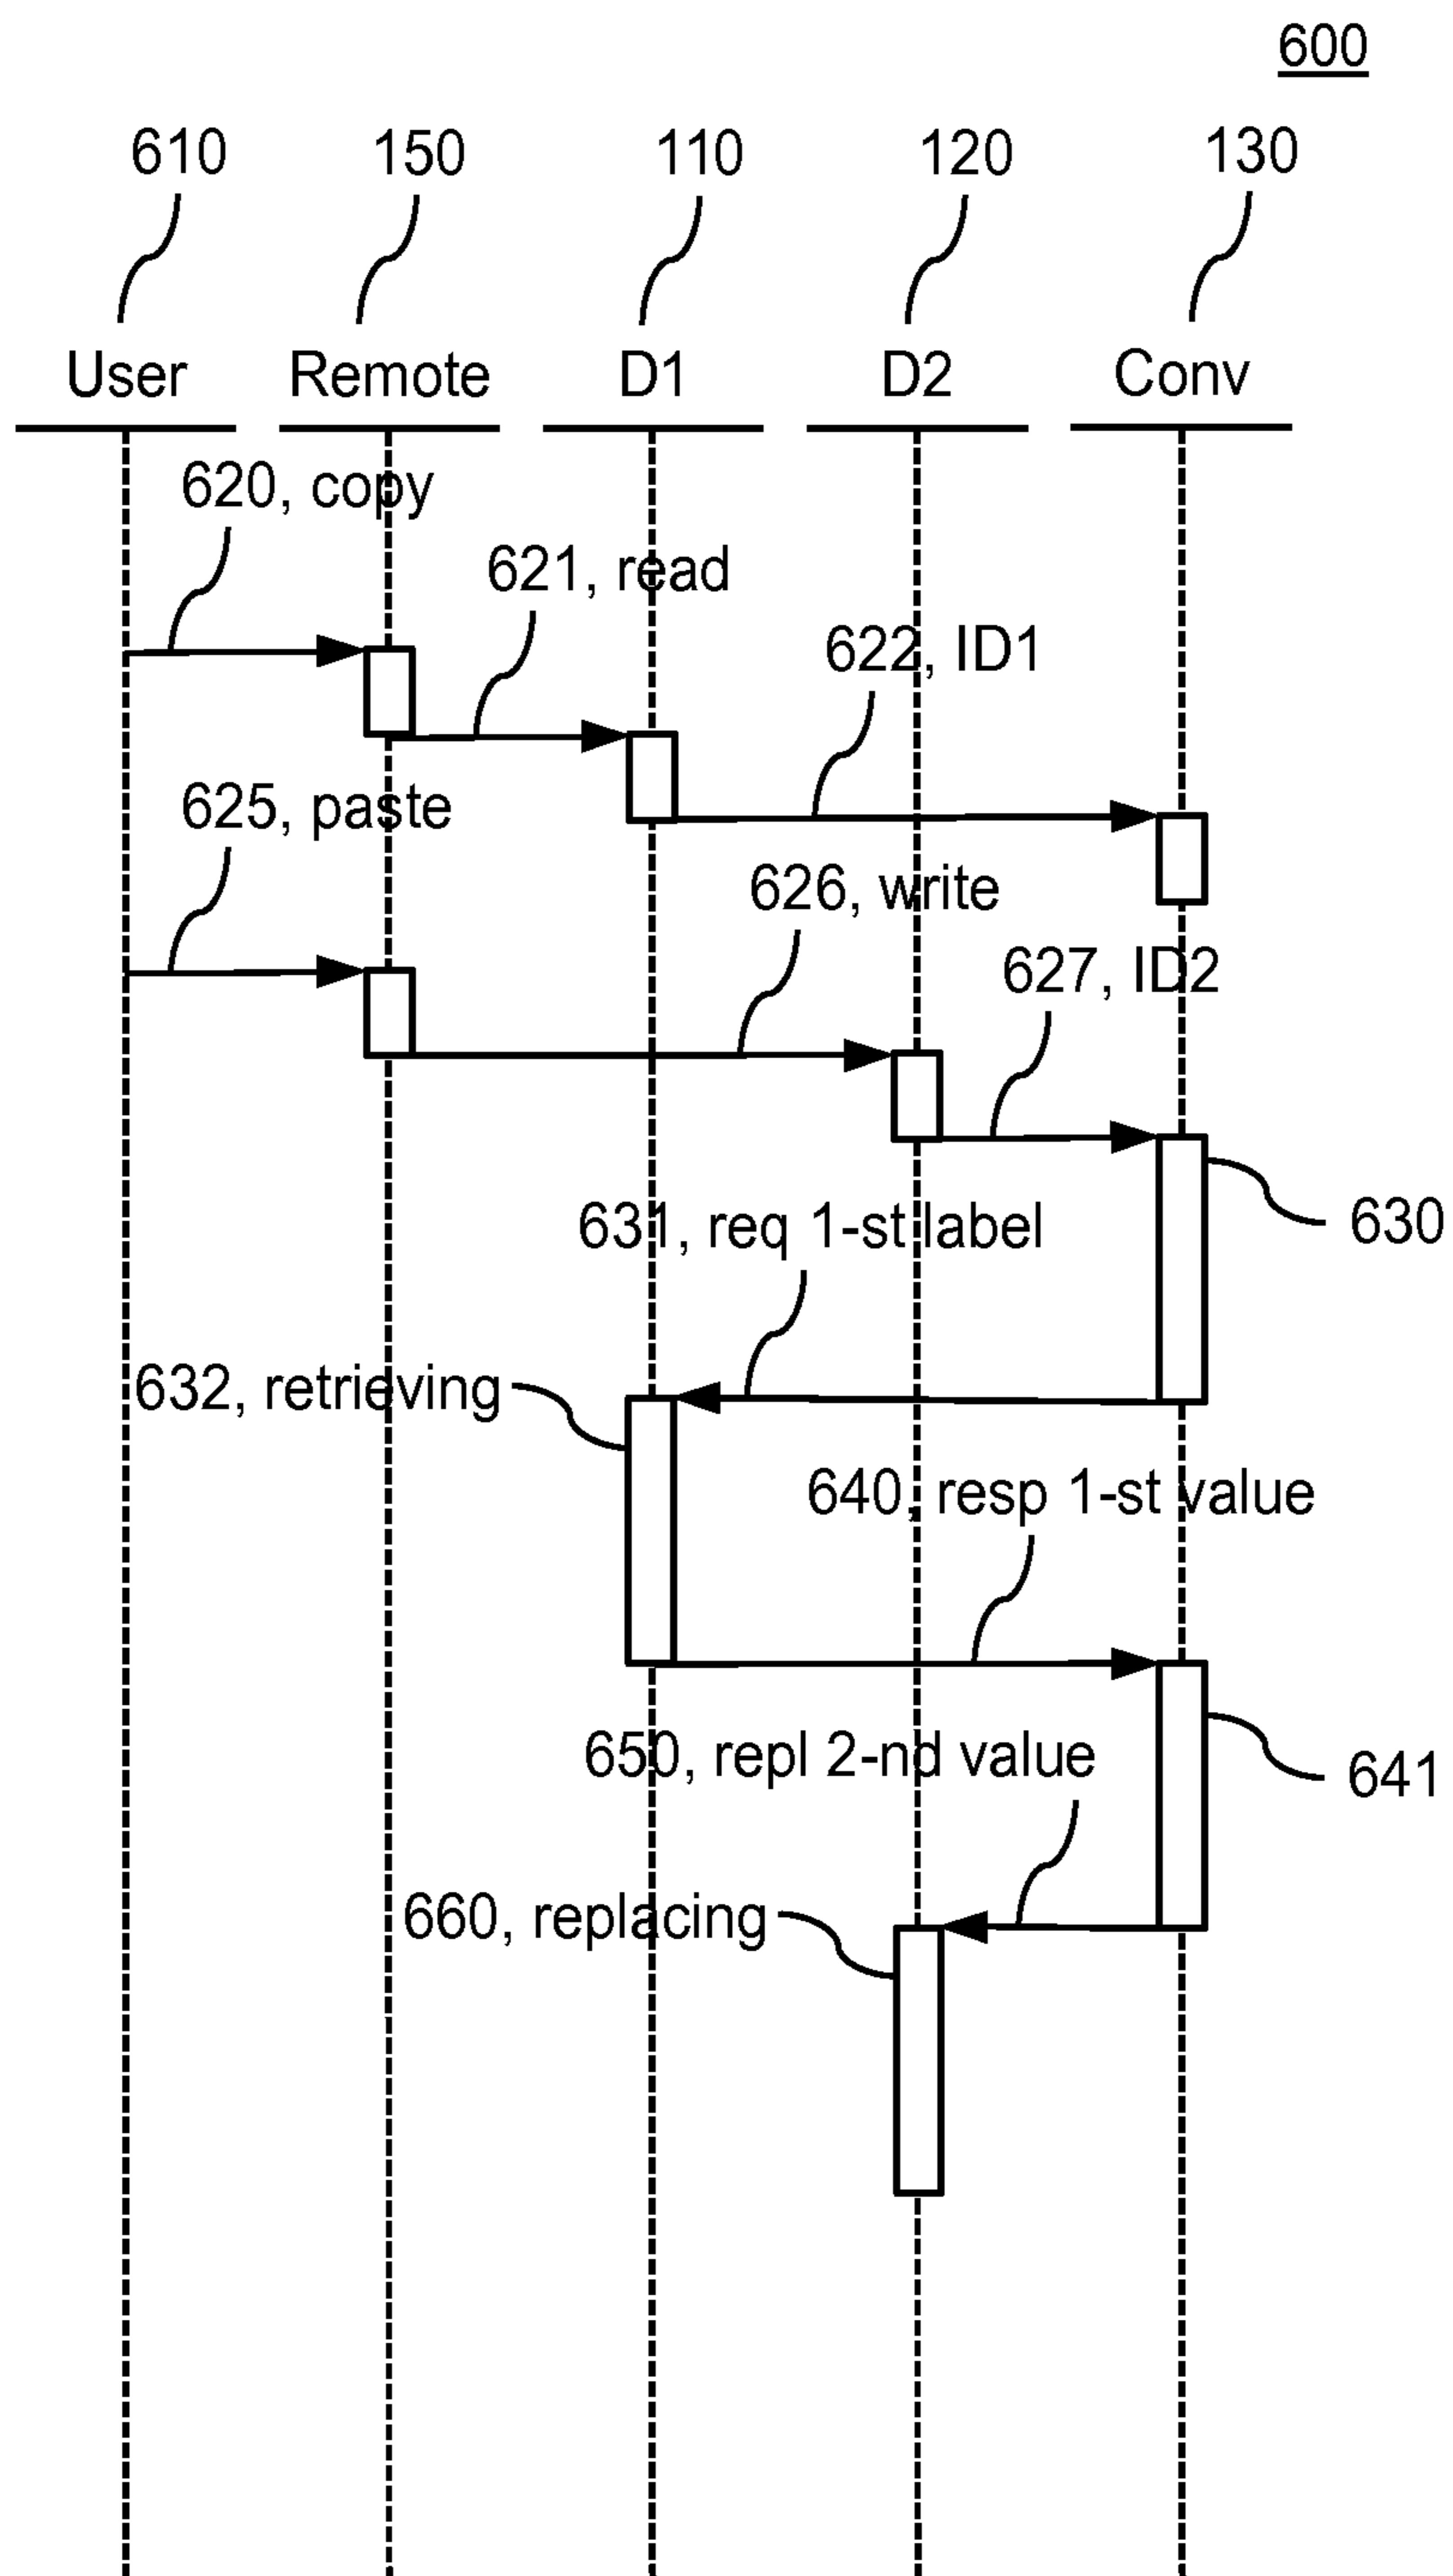 600
610 150 110 120 130
User Remote D1 D2 Conv
620, copy
621, read
622, ID1
625, paste
626, write
627, ID2
631, req 1-st label
630
632, retrieving
640, resp 1-st value
650, repl 2-nd value
641
660, replacing